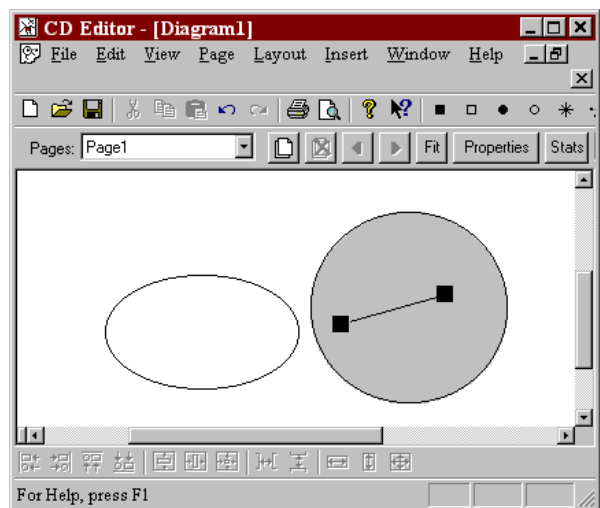 CD Editor - [Diagram1]
File Edit View Page Layout Insert Window Help
Pages: Page1 Fit Properties Stats
For Help, press F1